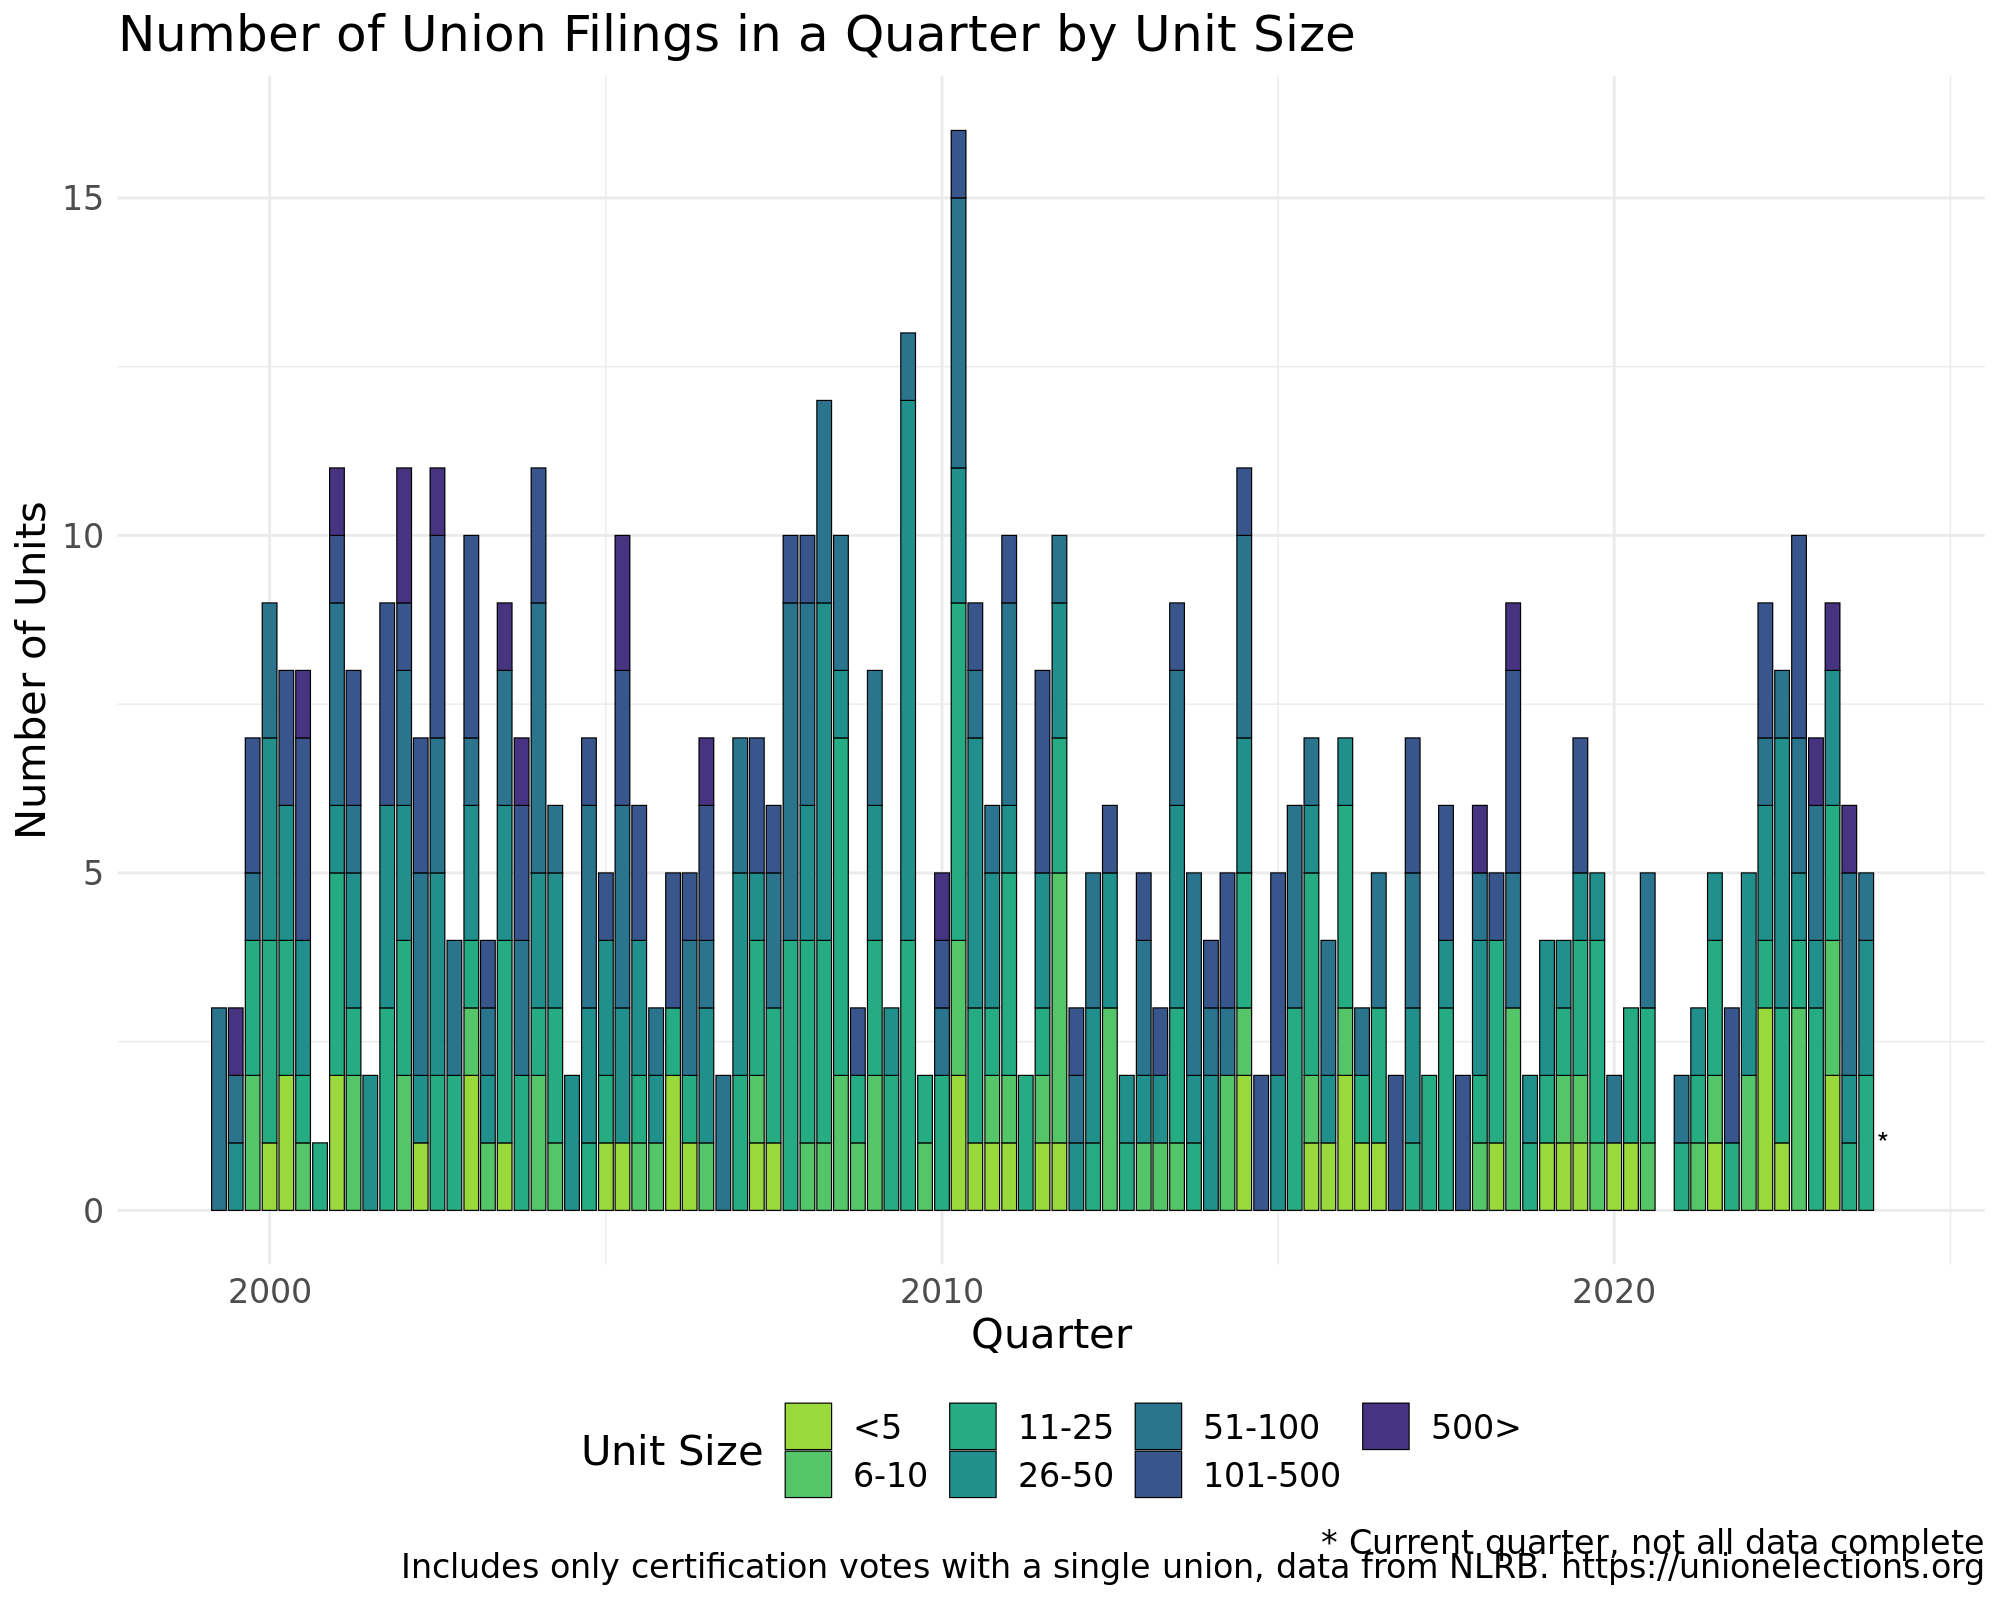 Number of Union Filings in a Quarter by Unit Size
Number of Units
15
10
5
0
*
2000
2010
2020
Quarter
Unit Size
<5
11-25
51-100
500>
6-10
26-50
101-500
* Current quarter, not all data complete
Includes only certification votes with a single union, data from NLRB. https://unionelections.org